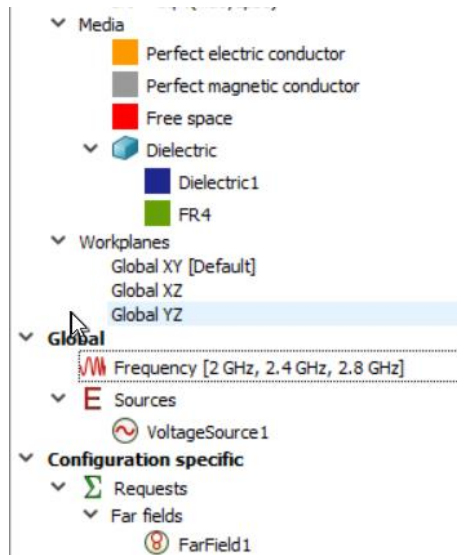 Media
Perfect electric conductor
Perfect magnetic conductor
Free space
Dielectric
Dielectric1
FR4
Workplanes
Global XY [Default]
Global XZ
Global YZ
Global
Frequency [2 GHz, 2.4 GHz, 2.8 GHz]
E Sources
VoltageSource1
Configuration specific
Σ Requests
Far fields
FarField1